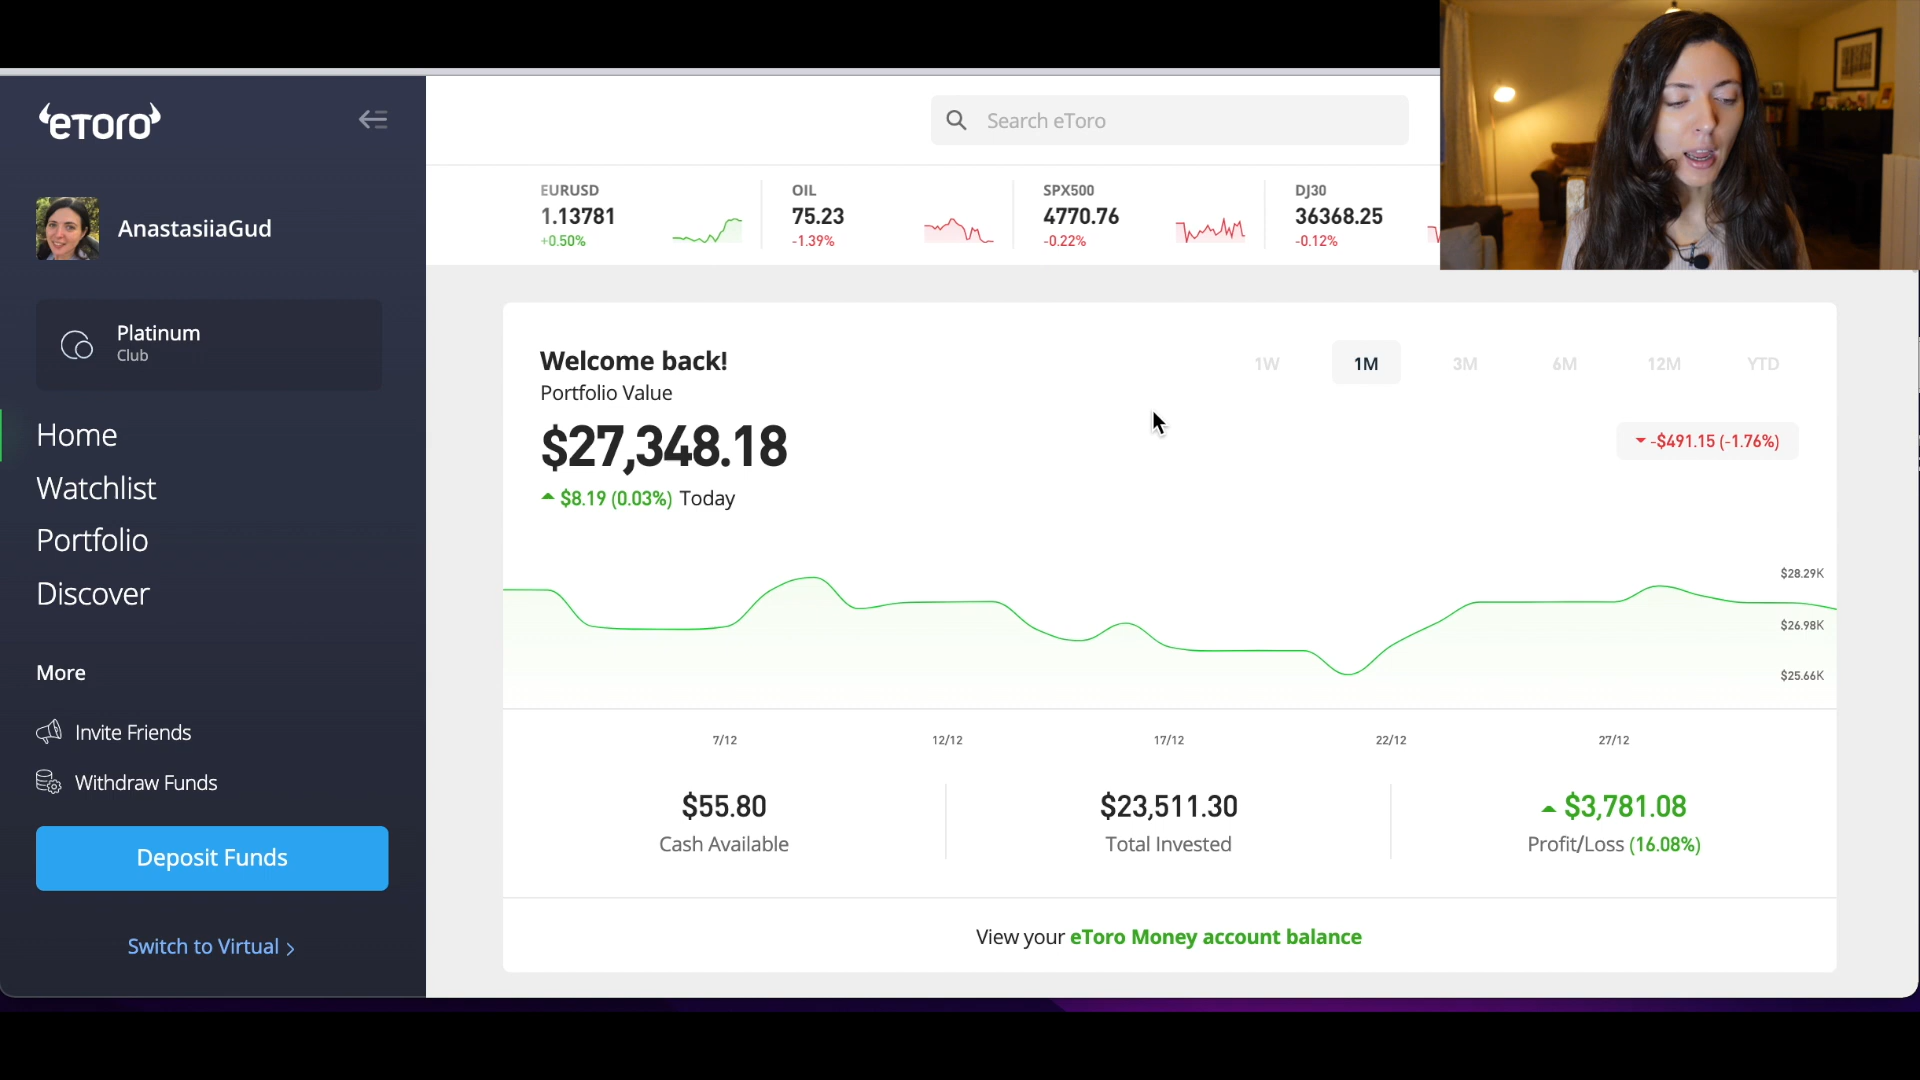 eToro
AnastasiiaGud
Platinum
Club
Home
Watchlist
Portfolio
Discover
More
Invite Friends
Withdraw Funds
Deposit Funds
Switch to Virtual >
Search eToro
EURUSD
1.13781
+0.50%
OIL
75.23
-1.39%
SPX500
4770.76
-0.22%
DJ30
36368.25
-0.12%
Welcome back!
Portfolio Value
$27,348.18
$8.19 (0.03%) Today
1W 1M 3M 6M 12M YTD
-$491.15 (-1.76%)
$28.29K
$26.98K
$25.66K
7/12 12/12 17/12 22/12 27/12
$55.80
Cash Available
$23,511.30
Total Invested
$3,781.08
Profit/Loss (16.08%)
View your eToro Money account balance